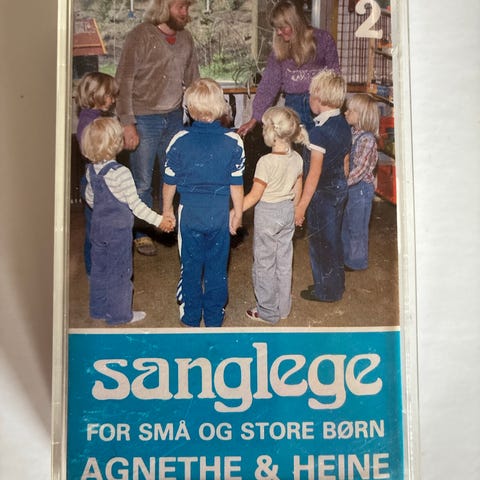 2
sanglege
FOR SMÅ OG STORE BØRN
AGNETHE & HEINE